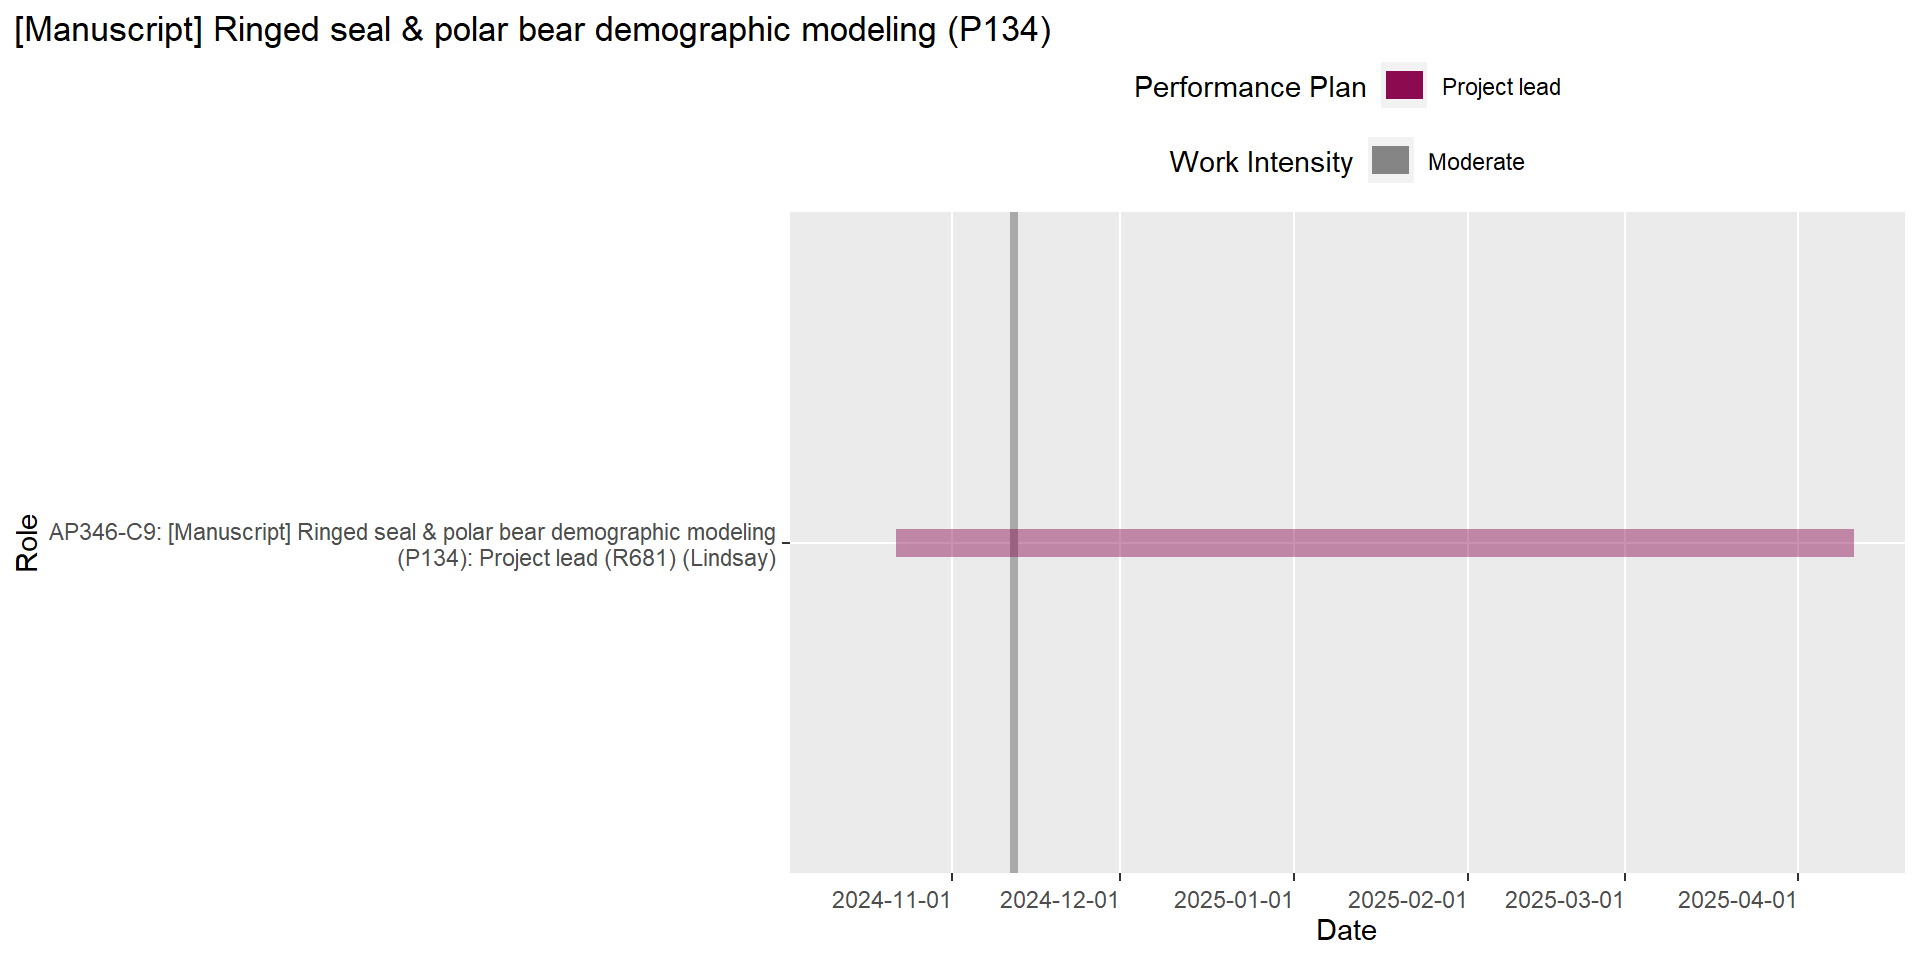 [Manuscript] Ringed seal & polar bear demographic modeling (P134)
Performance Plan Project lead
Work Intensity Moderate
Role
AP346-C9: [Manuscript] Ringed seal & polar bear demographic modeling
(P134): Project lead (R681) (Lindsay)
2024-11-01 2024-12-01 2025-01-01 2025-02-01 2025-03-01 2025-04-01
Date